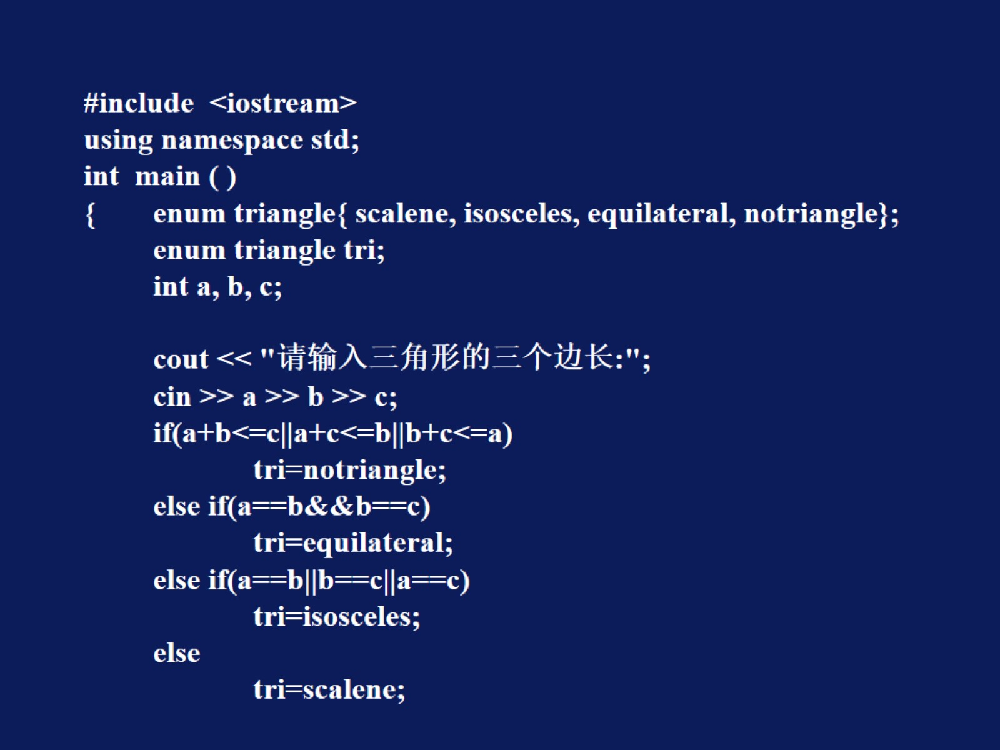 #include  <iostream>
using namespace std;
int  main ( )
{	enum triangle{ scalene, isosceles, equilateral, notriangle};
	enum triangle tri;
	int a, b, c;
	cout << "请输入三角形的三个边长:";
	cin >> a >> b >> c;
	if(a+b<=c||a+c<=b||b+c<=a)
		tri=notriangle;
	else if(a==b&&b==c)
		tri=equilateral;
	else if(a==b||b==c||a==c)
		tri=isosceles;
	else
		tri=scalene;